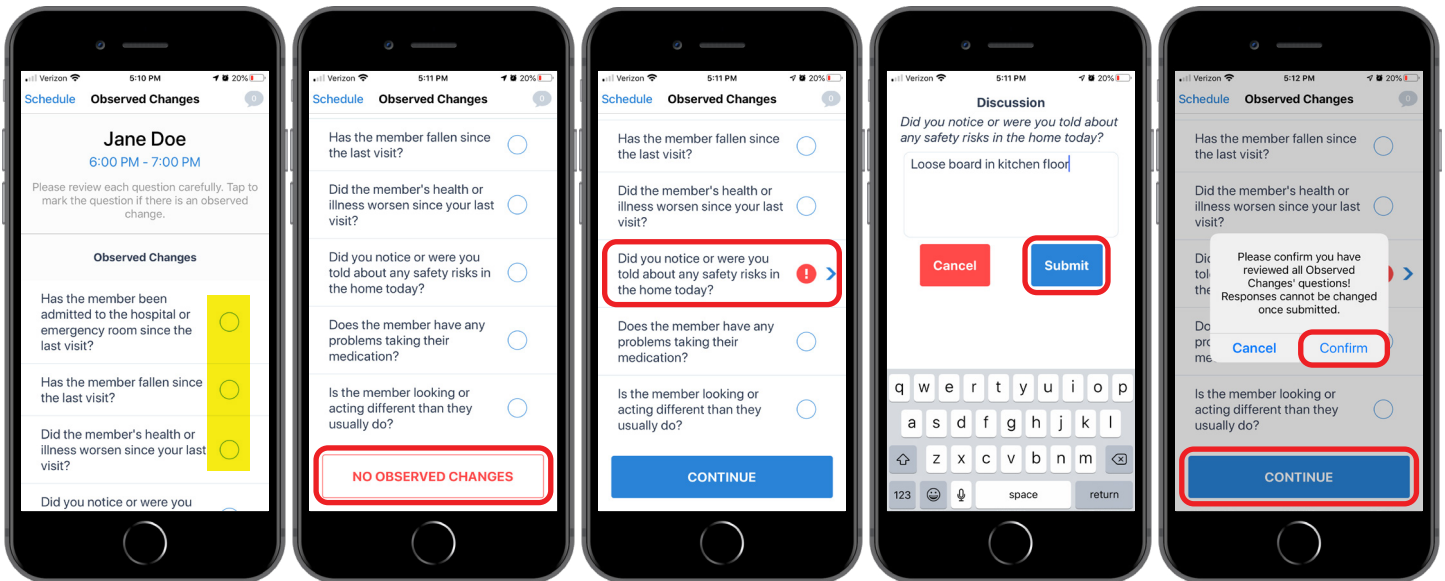 Verizon 5:10 PM 20%
Schedule Observed Changes 0
Jane Doe
6:00 PM - 7:00 PM
Please review each question carefully. Tap to
mark the question if there is an observed
change.
Observed Changes
Has the member been
admitted to the hospital or
emergency room since the
last visit?
Has the member fallen since
the last visit?
Did the member's health or
illness worsen since your last
visit?
Did you notice or were you
Verizon 5:11 PM 20%
Schedule Observed Changes 0
Has the member fallen since
the last visit?
Did the member's health or
illness worsen since your last
visit?
Did you notice or were you
told about any safety risks in
the home today?
Does the member have any
problems taking their
medication?
Is the member looking or
acting different than they
usually do?
NO OBSERVED CHANGES
Verizon 5:11 PM 20%
Schedule Observed Changes 0
Has the member fallen since
the last visit?
Did the member's health or
illness worsen since your last
visit?
Did you notice or were you
told about any safety risks in
the home today?
!
Does the member have any
problems taking their
medication?
Is the member looking or
acting different than they
usually do?
CONTINUE
Verizon 5:11 PM 20%
Discussion
Did you notice or were you told about
any safety risks in the home today?
Loose board in kitchen floor
Cancel Submit
q w e r t y u i o p
a s d f g h j k l
z x c v b n m
123 space return
Verizon 5:12 PM 20%
Schedule Observed Changes 0
Has the member fallen since
the last visit?
Did the member's health or
illness worsen since your last
visit?
Please confirm you have
reviewed all Observed
Changes' questions!
Responses cannot be changed
once submitted.
Cancel Confirm
Is the member looking or
acting different than they
usually do?
CONTINUE